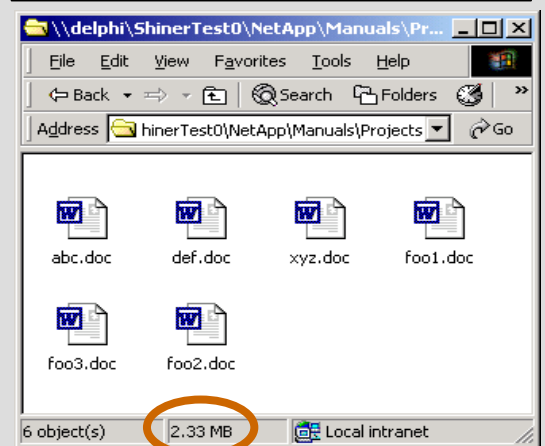 \\delphi\ShinerTest0\NetApp\Manuals\Pr...
File Edit View Favorites Tools Help
Back Search Folders »
Address hinerTest0\NetApp\Manuals\Projects Go
abc.doc def.doc xyz.doc foo1.doc
foo3.doc foo2.doc
6 object(s) 2.33 MB Local intranet